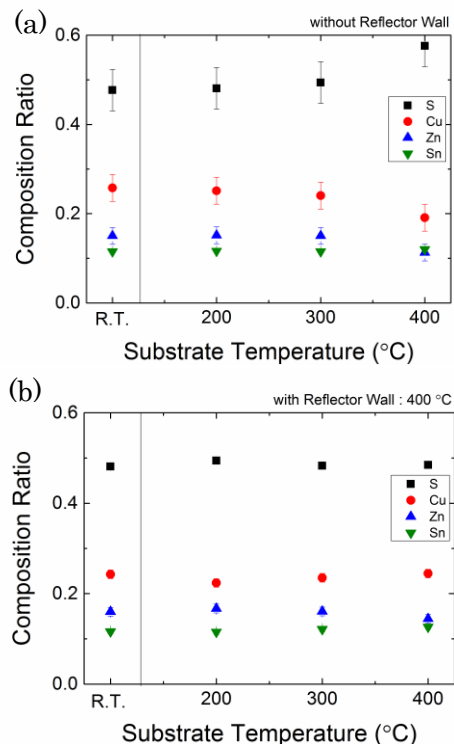 (a)
without Reflector Wall
0.6
0.4
0.2
0.0
Composition Ratio
S
Cu
Zn
Sn
R.T.
200
300
400
Substrate Temperature (°C)
(b)
with Reflector Wall : 400 °C
0.6
0.4
0.2
0.0
Composition Ratio
S
Cu
Zn
Sn
R.T.
200
300
400
Substrate Temperature (°C)